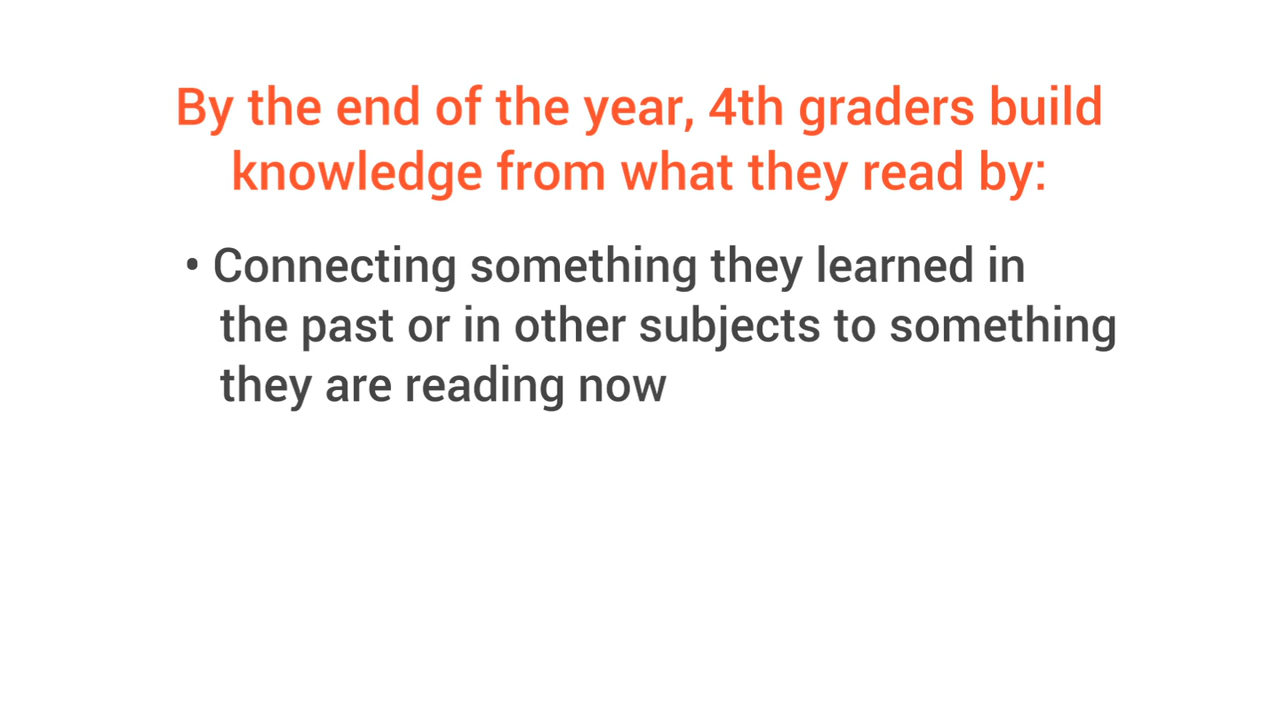 By the end of the year, 4th graders build
knowledge from what they read by:
• Connecting something they learned in
the past or in other subjects to something
they are reading now